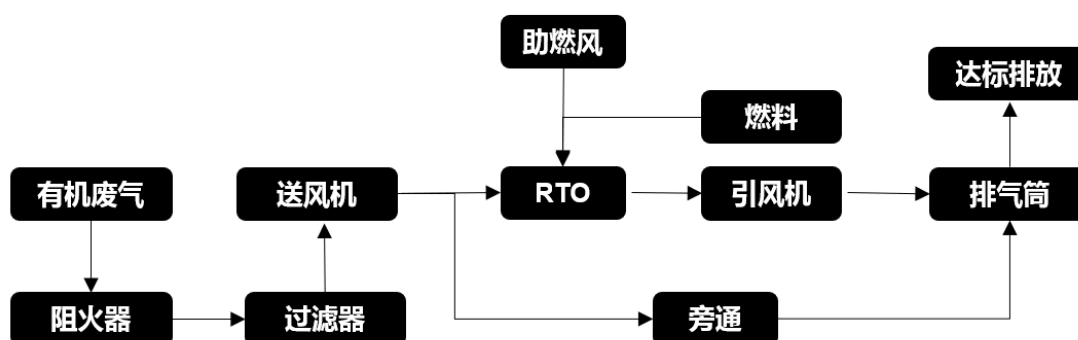 助燃风
达标排放
燃料
有机废气
送风机
RTO
引风机
排气筒
阻火器
过滤器
旁通